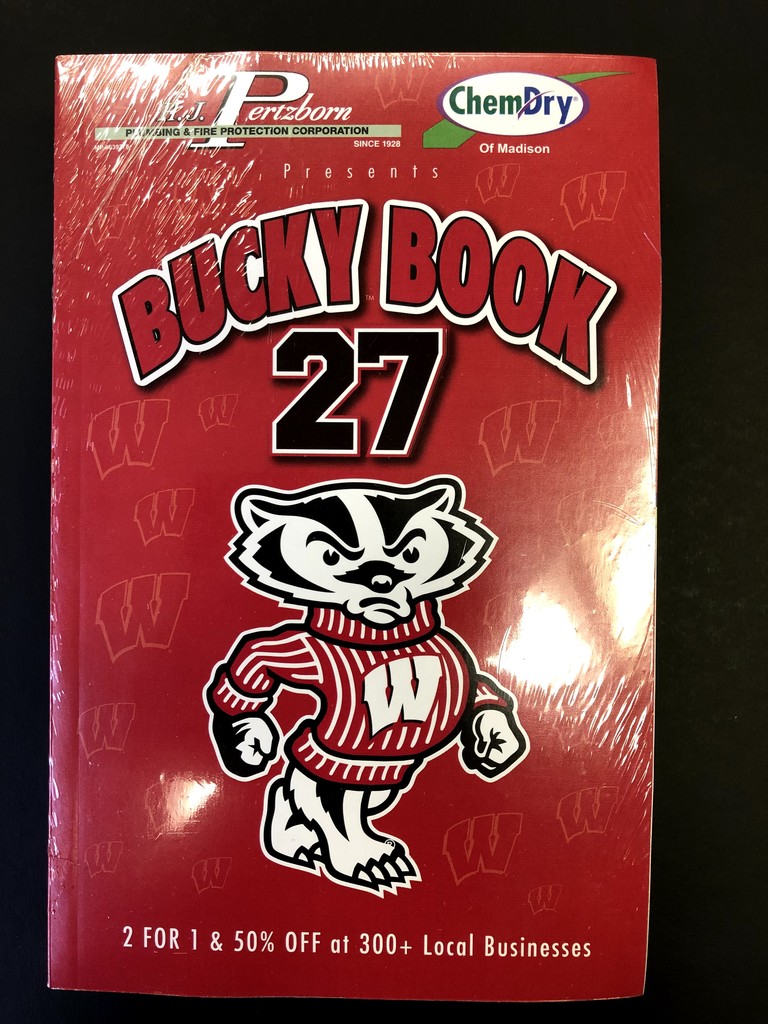 H.J. Pertzborn
PLUMBING & FIRE PROTECTION CORPORATION
SINCE 1928
ChemDry®
Of Madison
Presents
BUCKY BOOK™
27
W
2 FOR 1 & 50% OFF at 300+ Local Businesses